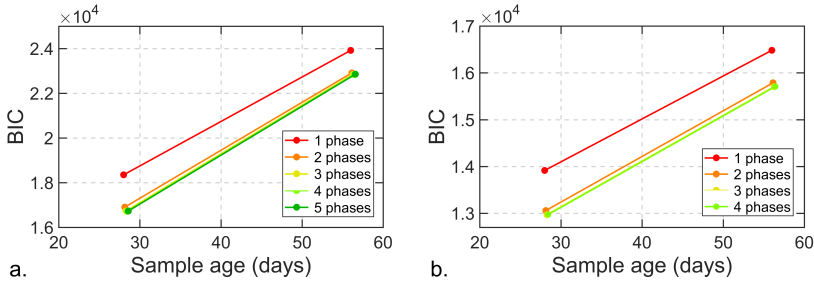 ×10⁴
2.4
2.2
2
1.8
1.6
BIC
20
30
40
50
60
Sample age (days)
1 phase
2 phases
3 phases
4 phases
5 phases
a.
×10⁴
1.7
1.6
1.5
1.4
1.3
BIC
20
30
40
50
60
Sample age (days)
1 phase
2 phases
3 phases
4 phases
b.